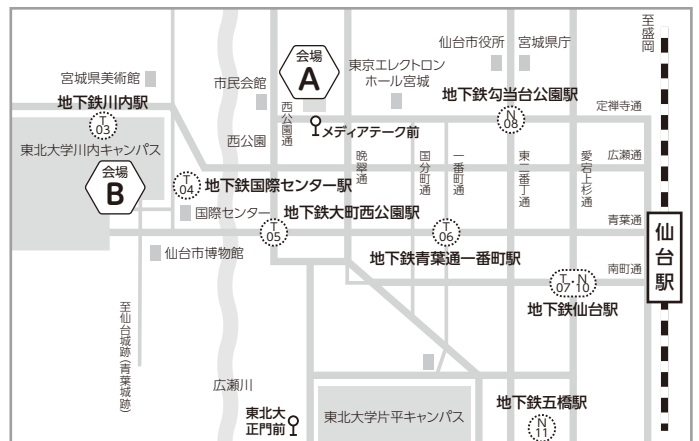 至盛岡
仙台市役所
宮城県庁
会場
A
東京エレクトロン
ホール宮城
宮城県美術館
市民会館
地下鉄川内駅
T
03
西公園通
メディアテーク前
地下鉄勾当台公園駅
N
08
定禅寺通
東北大学川内キャンパス
西公園
晩翠通
国分町通
一番町通
東二番丁通
愛宕上杉通
広瀬通
会場
B
T
04
地下鉄国際センター駅
国際センター
地下鉄大町西公園駅
T
05
T
06
青葉通
仙台市博物館
地下鉄青葉通一番町駅
仙台駅
南町通
T・N
07 10
地下鉄仙台駅
至仙台城跡(青葉城跡)
広瀬川
東北大
正門前
東北大学片平キャンパス
地下鉄五橋駅
N
11